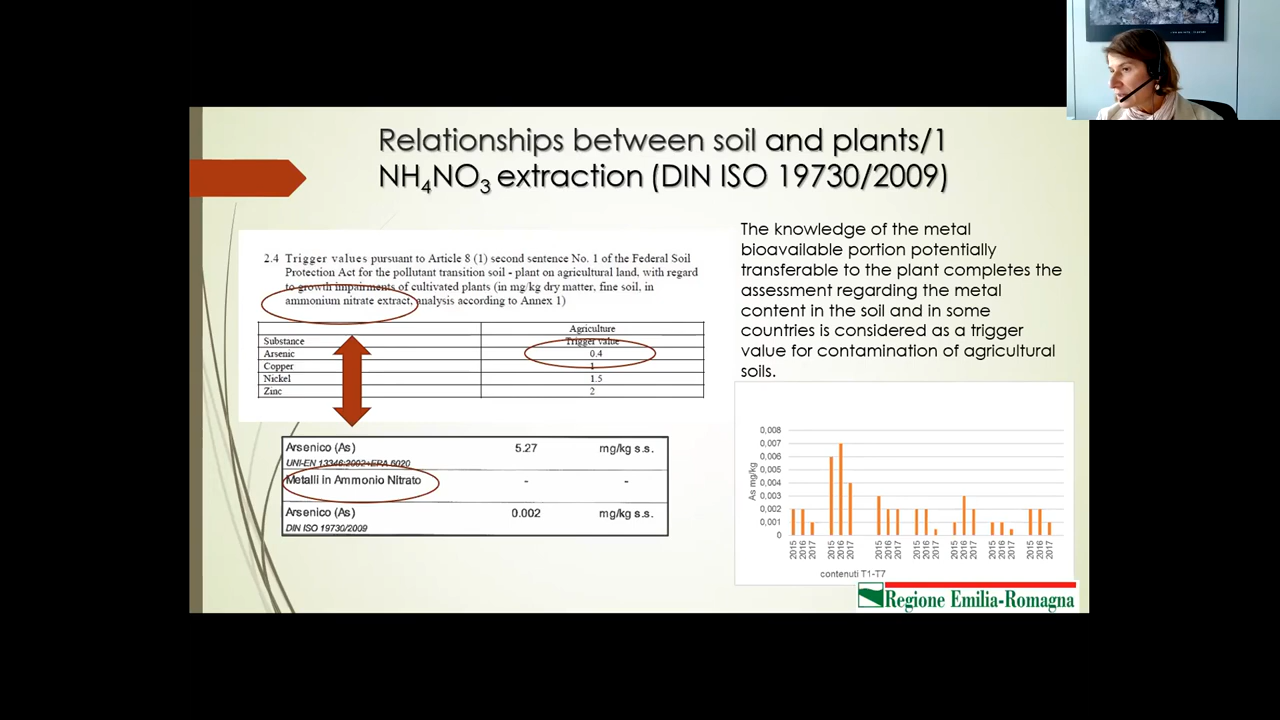 Relationships between soil and plants/1
NH₄NO₃ extraction (DIN ISO 19730/2009)
2.4 Trigger values pursuant to Article 8 (1) second sentence No. 1 of the Federal Soil
Protection Act for the pollutant transition soil - plant on agricultural land, with regard
to growth impairments of cultivated plants (in mg/kg dry matter, fine soil, in
ammonium nitrate extract, analysis according to Annex 1)
Agriculture
Substance Trigger value
Arsenic 0.4
Copper 1
Nickel 1.5
Zinc 2
Arsenico (As) 5.27 mg/kg s.s.
UNI-EN 13346:2002+EPA 6020
Metalli in Ammonio Nitrato - -
Arsenico (As) 0.002 mg/kg s.s.
DIN ISO 19730/2009
The knowledge of the metal
bioavailable portion potentially
transferable to the plant completes the
assessment regarding the metal
content in the soil and in some
countries is considered as a trigger
value for contamination of agricultural
soils.
As mg/kg
0,008
0,007
0,006
0,005
0,004
0,003
0,002
0,001
0
2015 2016 2017 2015 2016 2017 2015 2016 2017 2015 2016 2017 2015 2016 2017 2015 2016 2017 2015 2016 2017
contenuti T1-T7
Regione Emilia-Romagna